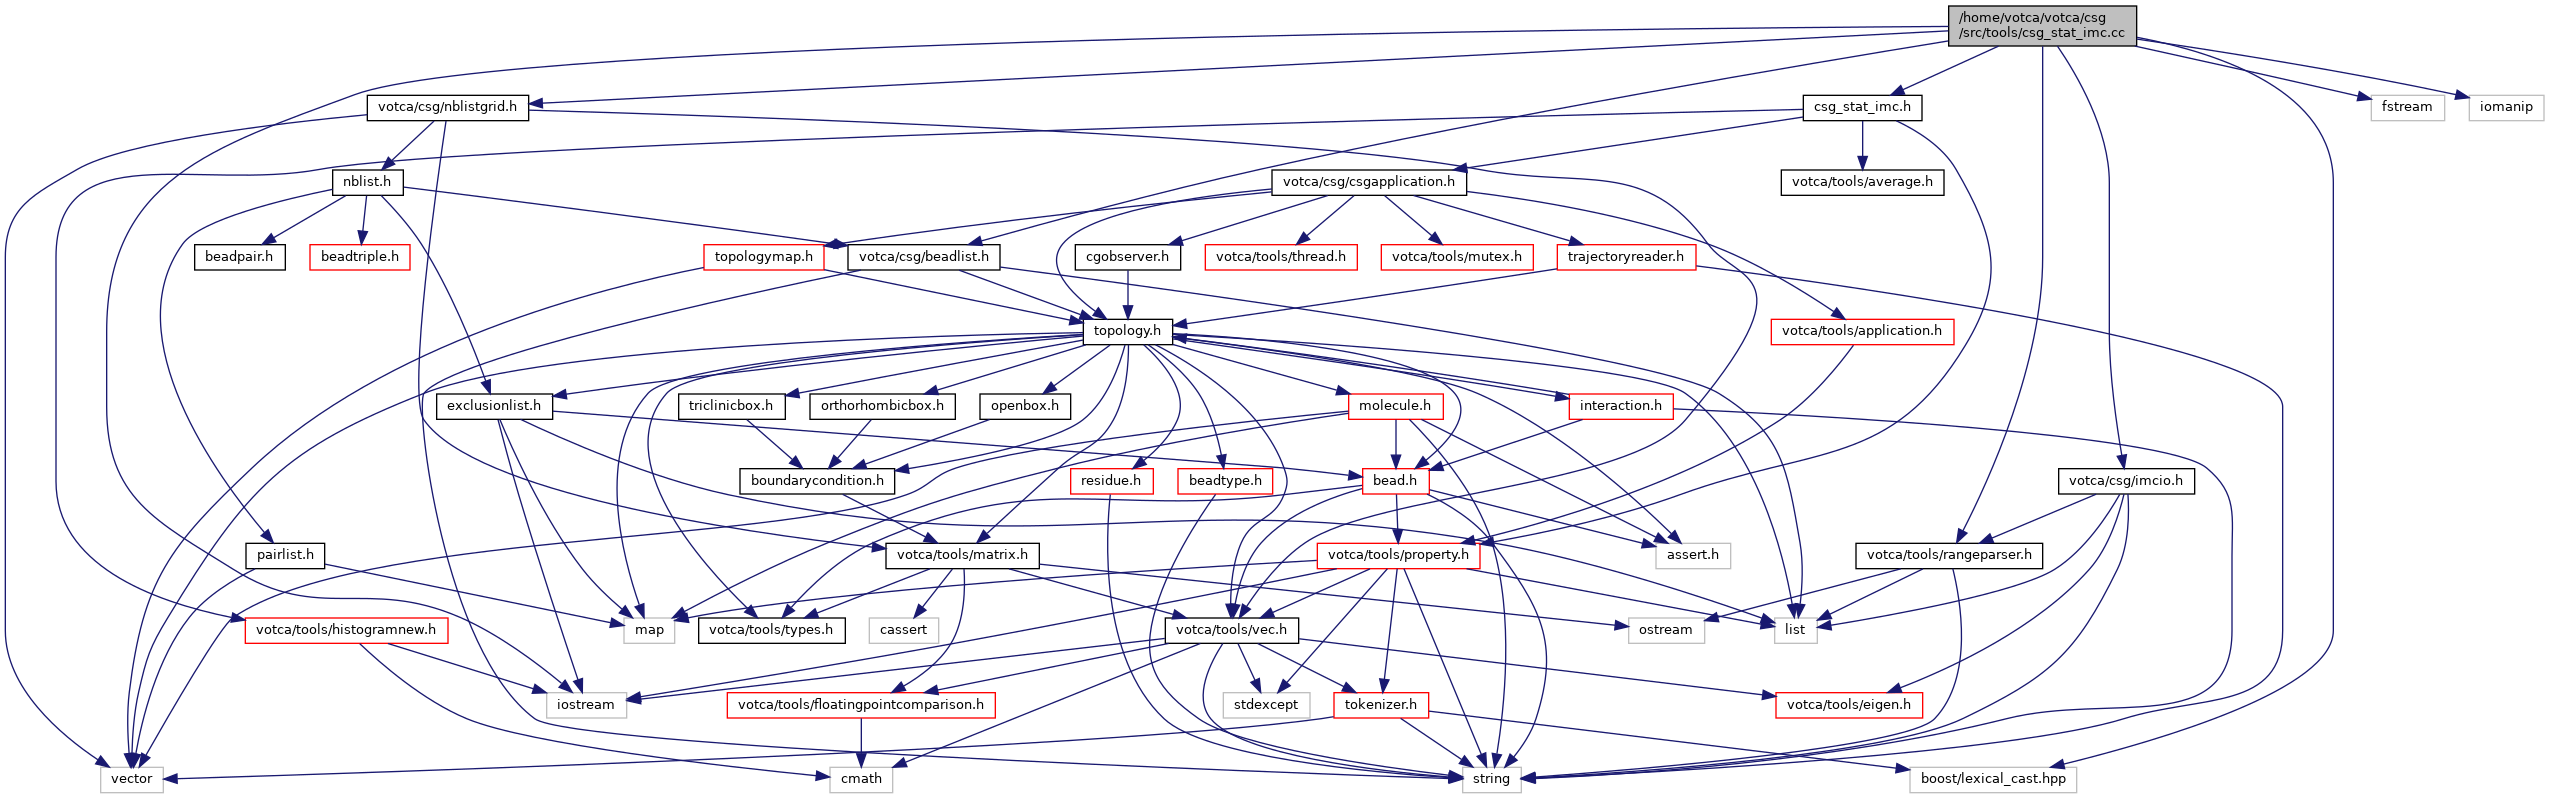 /home/votca/votca/csg
/src/tools/csg_stat_imc.cc
votca/csg/nblistgrid.h
csg_stat_imc.h
fstream
iomanip
nblist.h
votca/csg/csgapplication.h
votca/tools/average.h
beadpair.h
beadtriple.h
topologymap.h
votca/csg/beadlist.h
cgobserver.h
votca/tools/thread.h
votca/tools/mutex.h
trajectoryreader.h
topology.h
votca/tools/application.h
exclusionlist.h
triclinicbox.h
orthorhombicbox.h
openbox.h
molecule.h
interaction.h
boundarycondition.h
residue.h
beadtype.h
bead.h
votca/csg/imcio.h
pairlist.h
votca/tools/matrix.h
votca/tools/property.h
assert.h
votca/tools/rangeparser.h
votca/tools/histogramnew.h
map
votca/tools/types.h
cassert
votca/tools/vec.h
ostream
list
iostream
votca/tools/floatingpointcomparison.h
stdexcept
tokenizer.h
votca/tools/eigen.h
vector
cmath
string
boost/lexical_cast.hpp